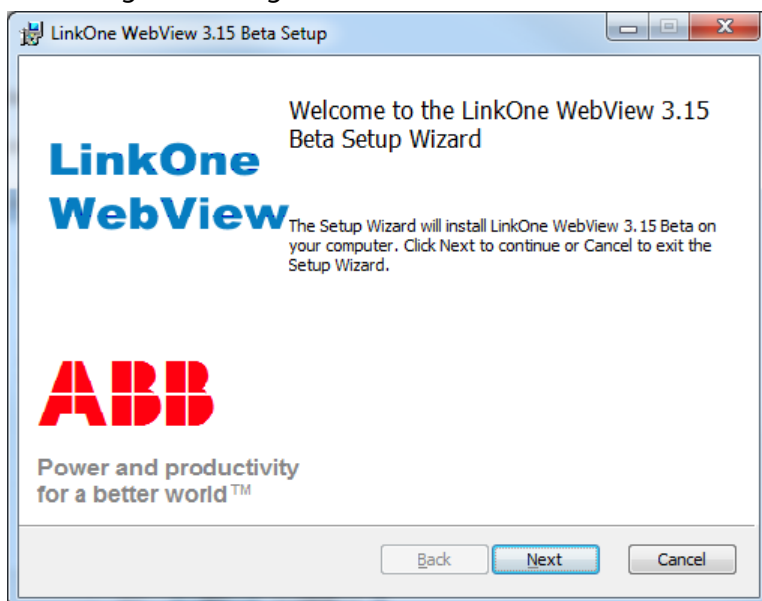 LinkOne WebView 3.15 Beta Setup
Welcome to the LinkOne WebView 3.15
Beta Setup Wizard
LinkOne
WebView
The Setup Wizard will install LinkOne WebView 3.15 Beta on
your computer. Click Next to continue or Cancel to exit the
Setup Wizard.
ABB
Power and productivity
for a better world™
Back
Next
Cancel